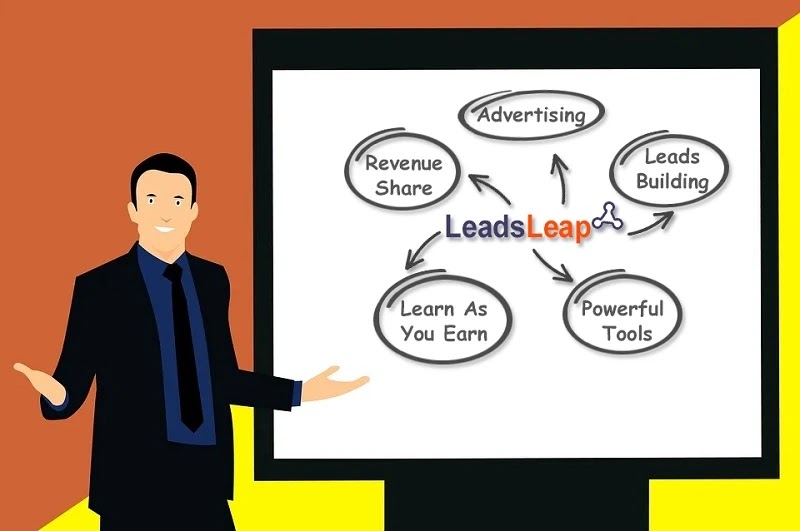 Advertising
Revenue
Share
Leads
Building
LeadsLeap
Learn As
You Earn
Powerful
Tools